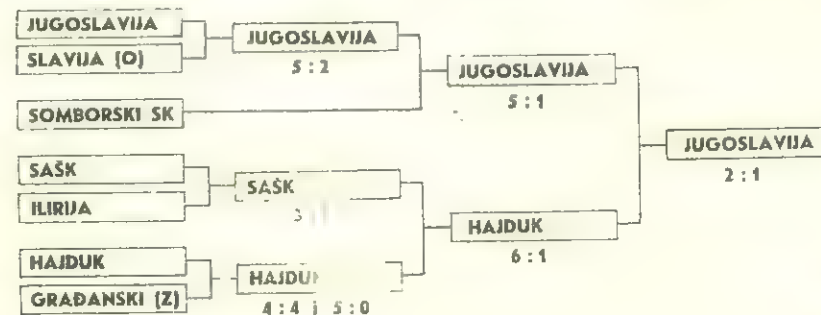 JUGOSLAVIJA
SLAVIJA (O)
JUGOSLAVIJA
5 : 2
SOMBORSKI SK
JUGOSLAVIJA
5 : 1
SAŠK
ILIRIJA
SAŠK
3
HAJDUK
GRAĐANSKI (Z)
4 : 4 i 5 : 0
HAJDUK
6 : 1
JUGOSLAVIJA
2 : 1